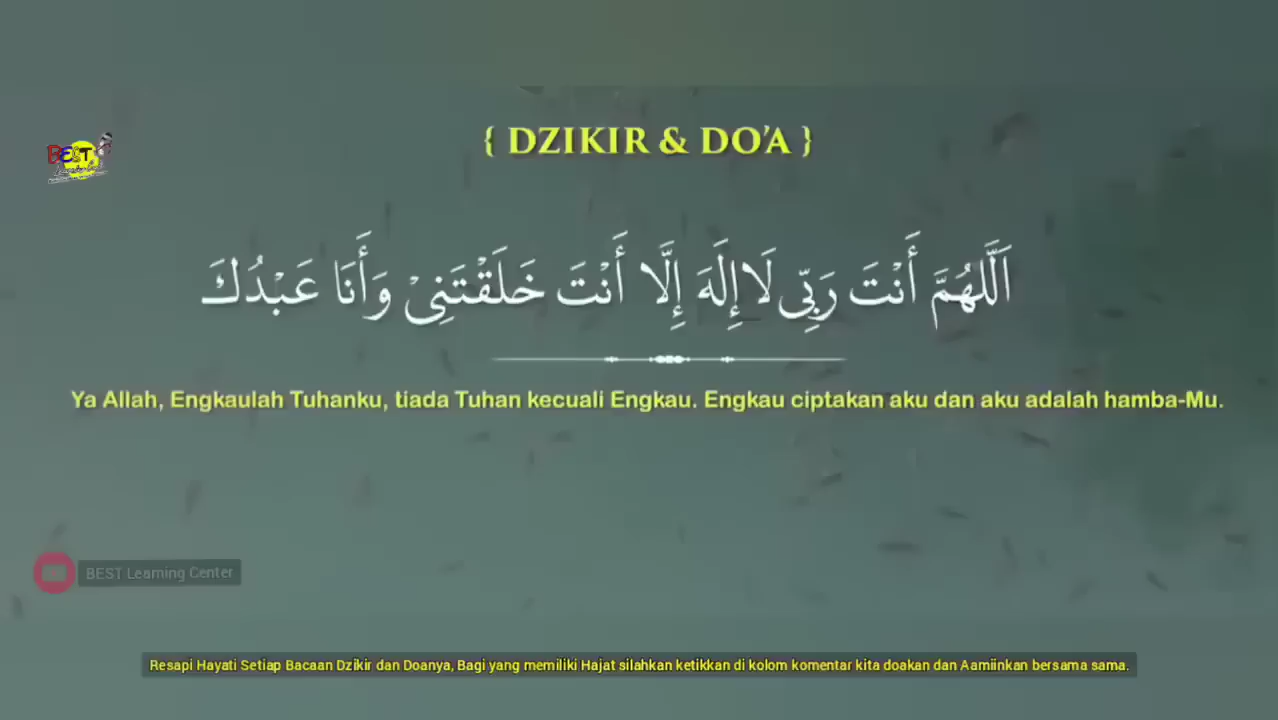 { DZIKIR & DO’A }
BEST
اَللَّهُمَّ أَنْتَ رَبِّى لَا إِلَهَ إِلَّا أَنْتَ خَلَقْتَنِىْ وَأَنَا عَبْدُكَ
Ya Allah, Engkaulah Tuhanku, tiada Tuhan kecuali Engkau. Engkau ciptakan aku dan aku adalah hamba-Mu.
BEST Learning Center
Resapi Hayati Setiap Bacaan Dzikir dan Doanya, Bagi yang memiliki Hajat silahkan ketikkan di kolom komentar kita doakan dan Aamiinkan bersama sama.